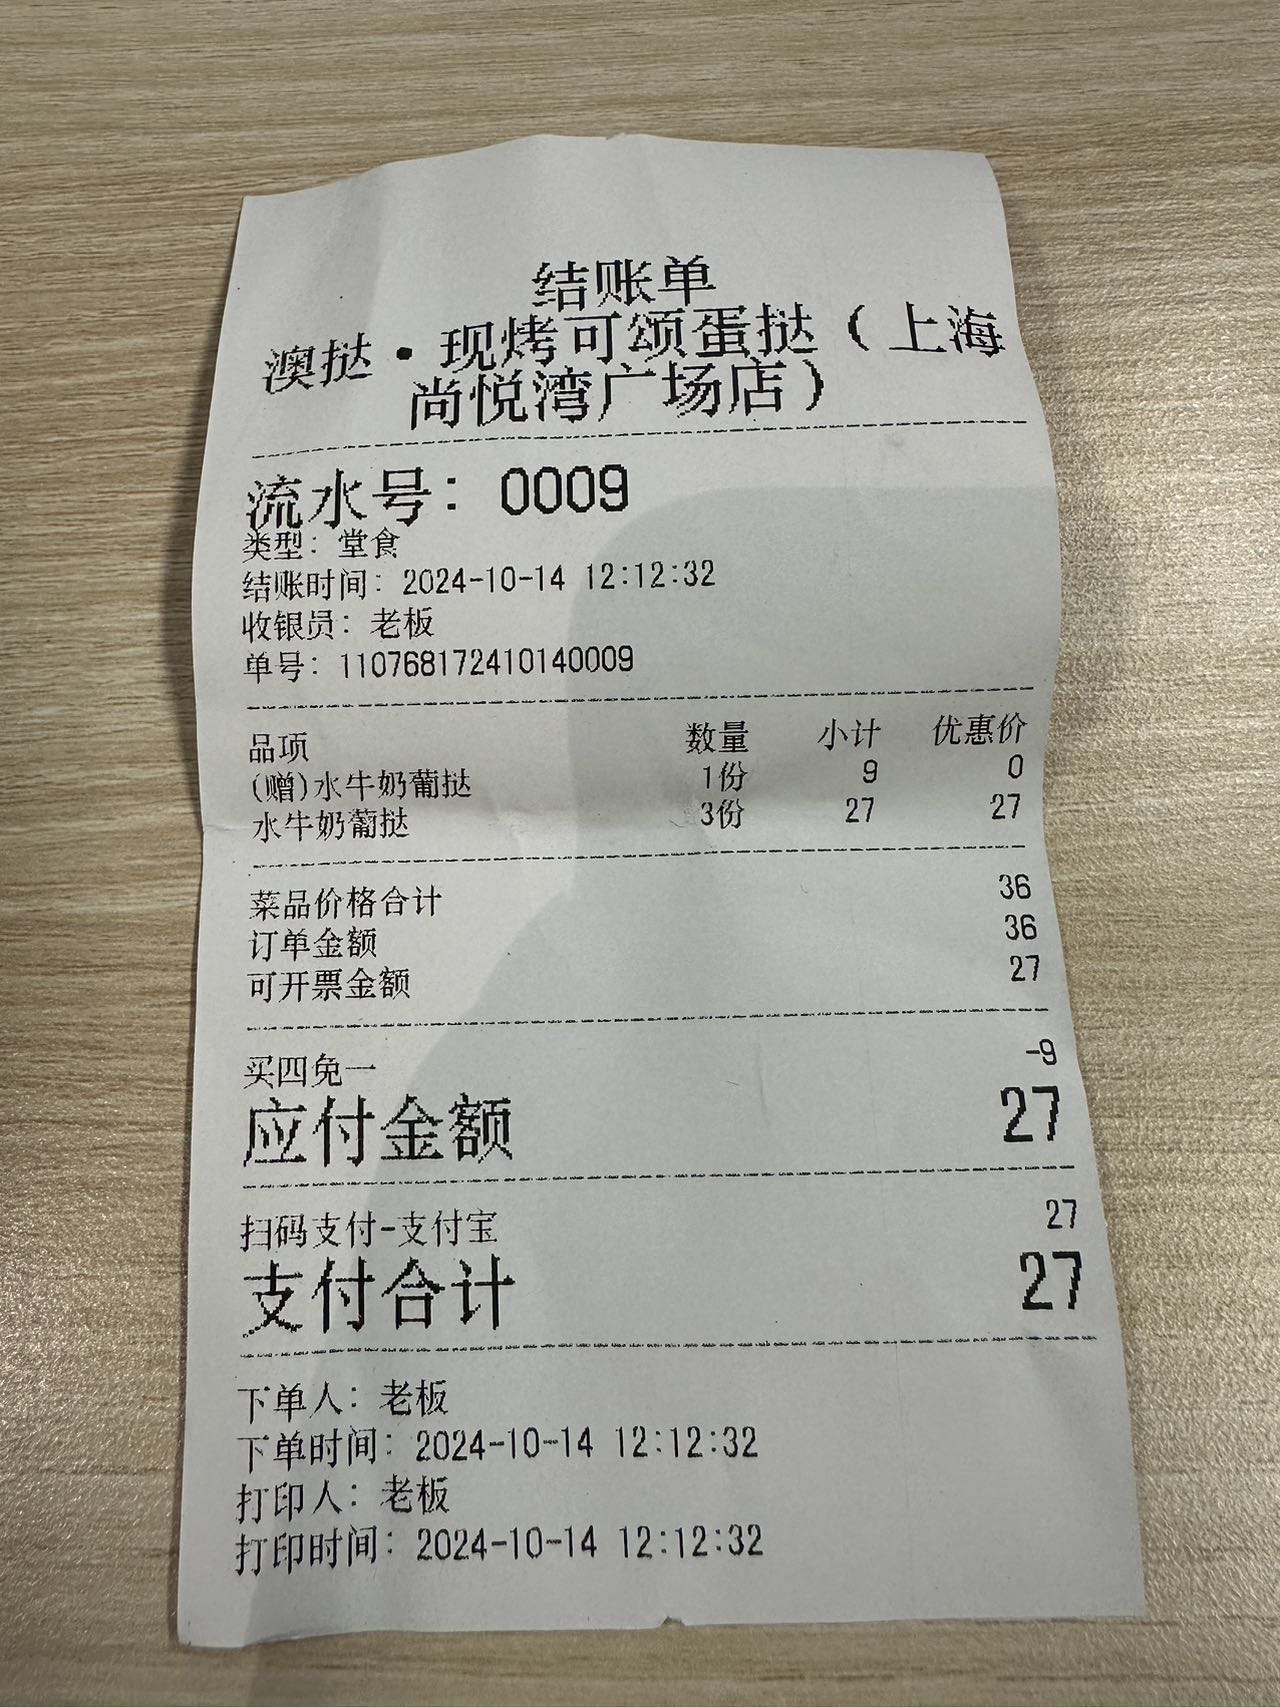 结账单
澳挞·现烤可颂蛋挞(上海
尚悦湾广场店)
流水号: 0009
类型: 堂食
结账时间: 2024-10-14 12:12:32
收银员: 老板
单号: 110768172410140009
品项 数量 小计 优惠价
(赠)水牛奶葡挞 1份 9 0
水牛奶葡挞 3份 27 27
菜品价格合计 36
订单金额 36
可开票金额 27
买四免一 -9
应付金额 27
扫码支付-支付宝 27
支付合计 27
下单人: 老板
下单时间: 2024-10-14 12:12:32
打印人: 老板
打印时间: 2024-10-14 12:12:32